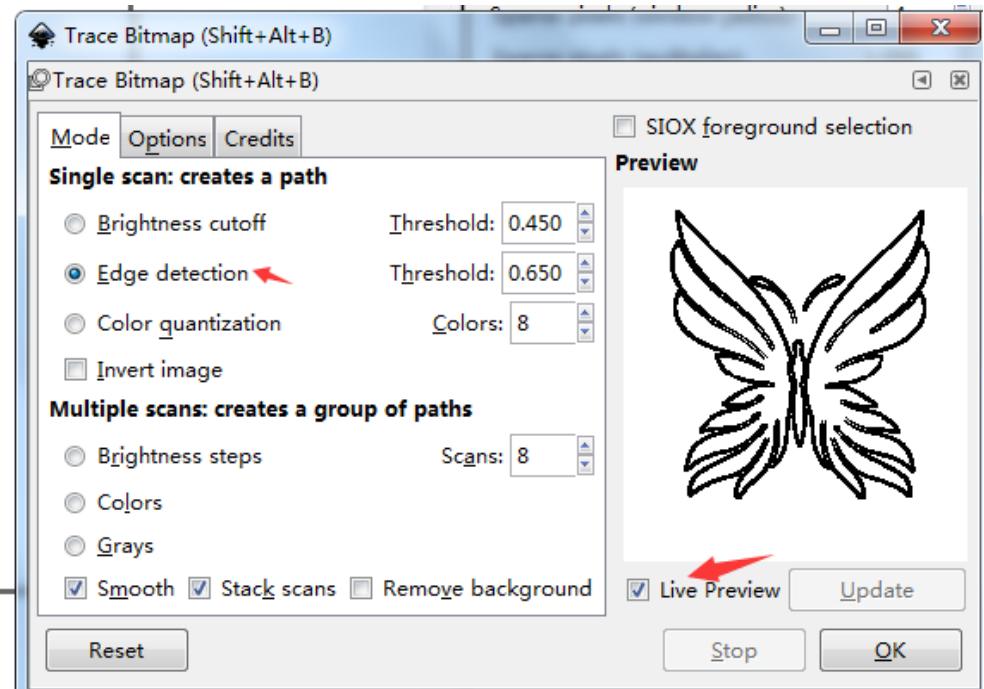 Trace Bitmap (Shift+Alt+B)
Trace Bitmap (Shift+Alt+B)
Mode Options Credits
SIOX foreground selection
Single scan: creates a path
Preview
Brightness cutoff Threshold: 0.450
Edge detection Threshold: 0.650
Color quantization Colors: 8
Invert image
Multiple scans: creates a group of paths
Brightness steps Scans: 8
Colors
Grays
Smooth Stack scans Remove background
Live Preview Update
Reset Stop OK